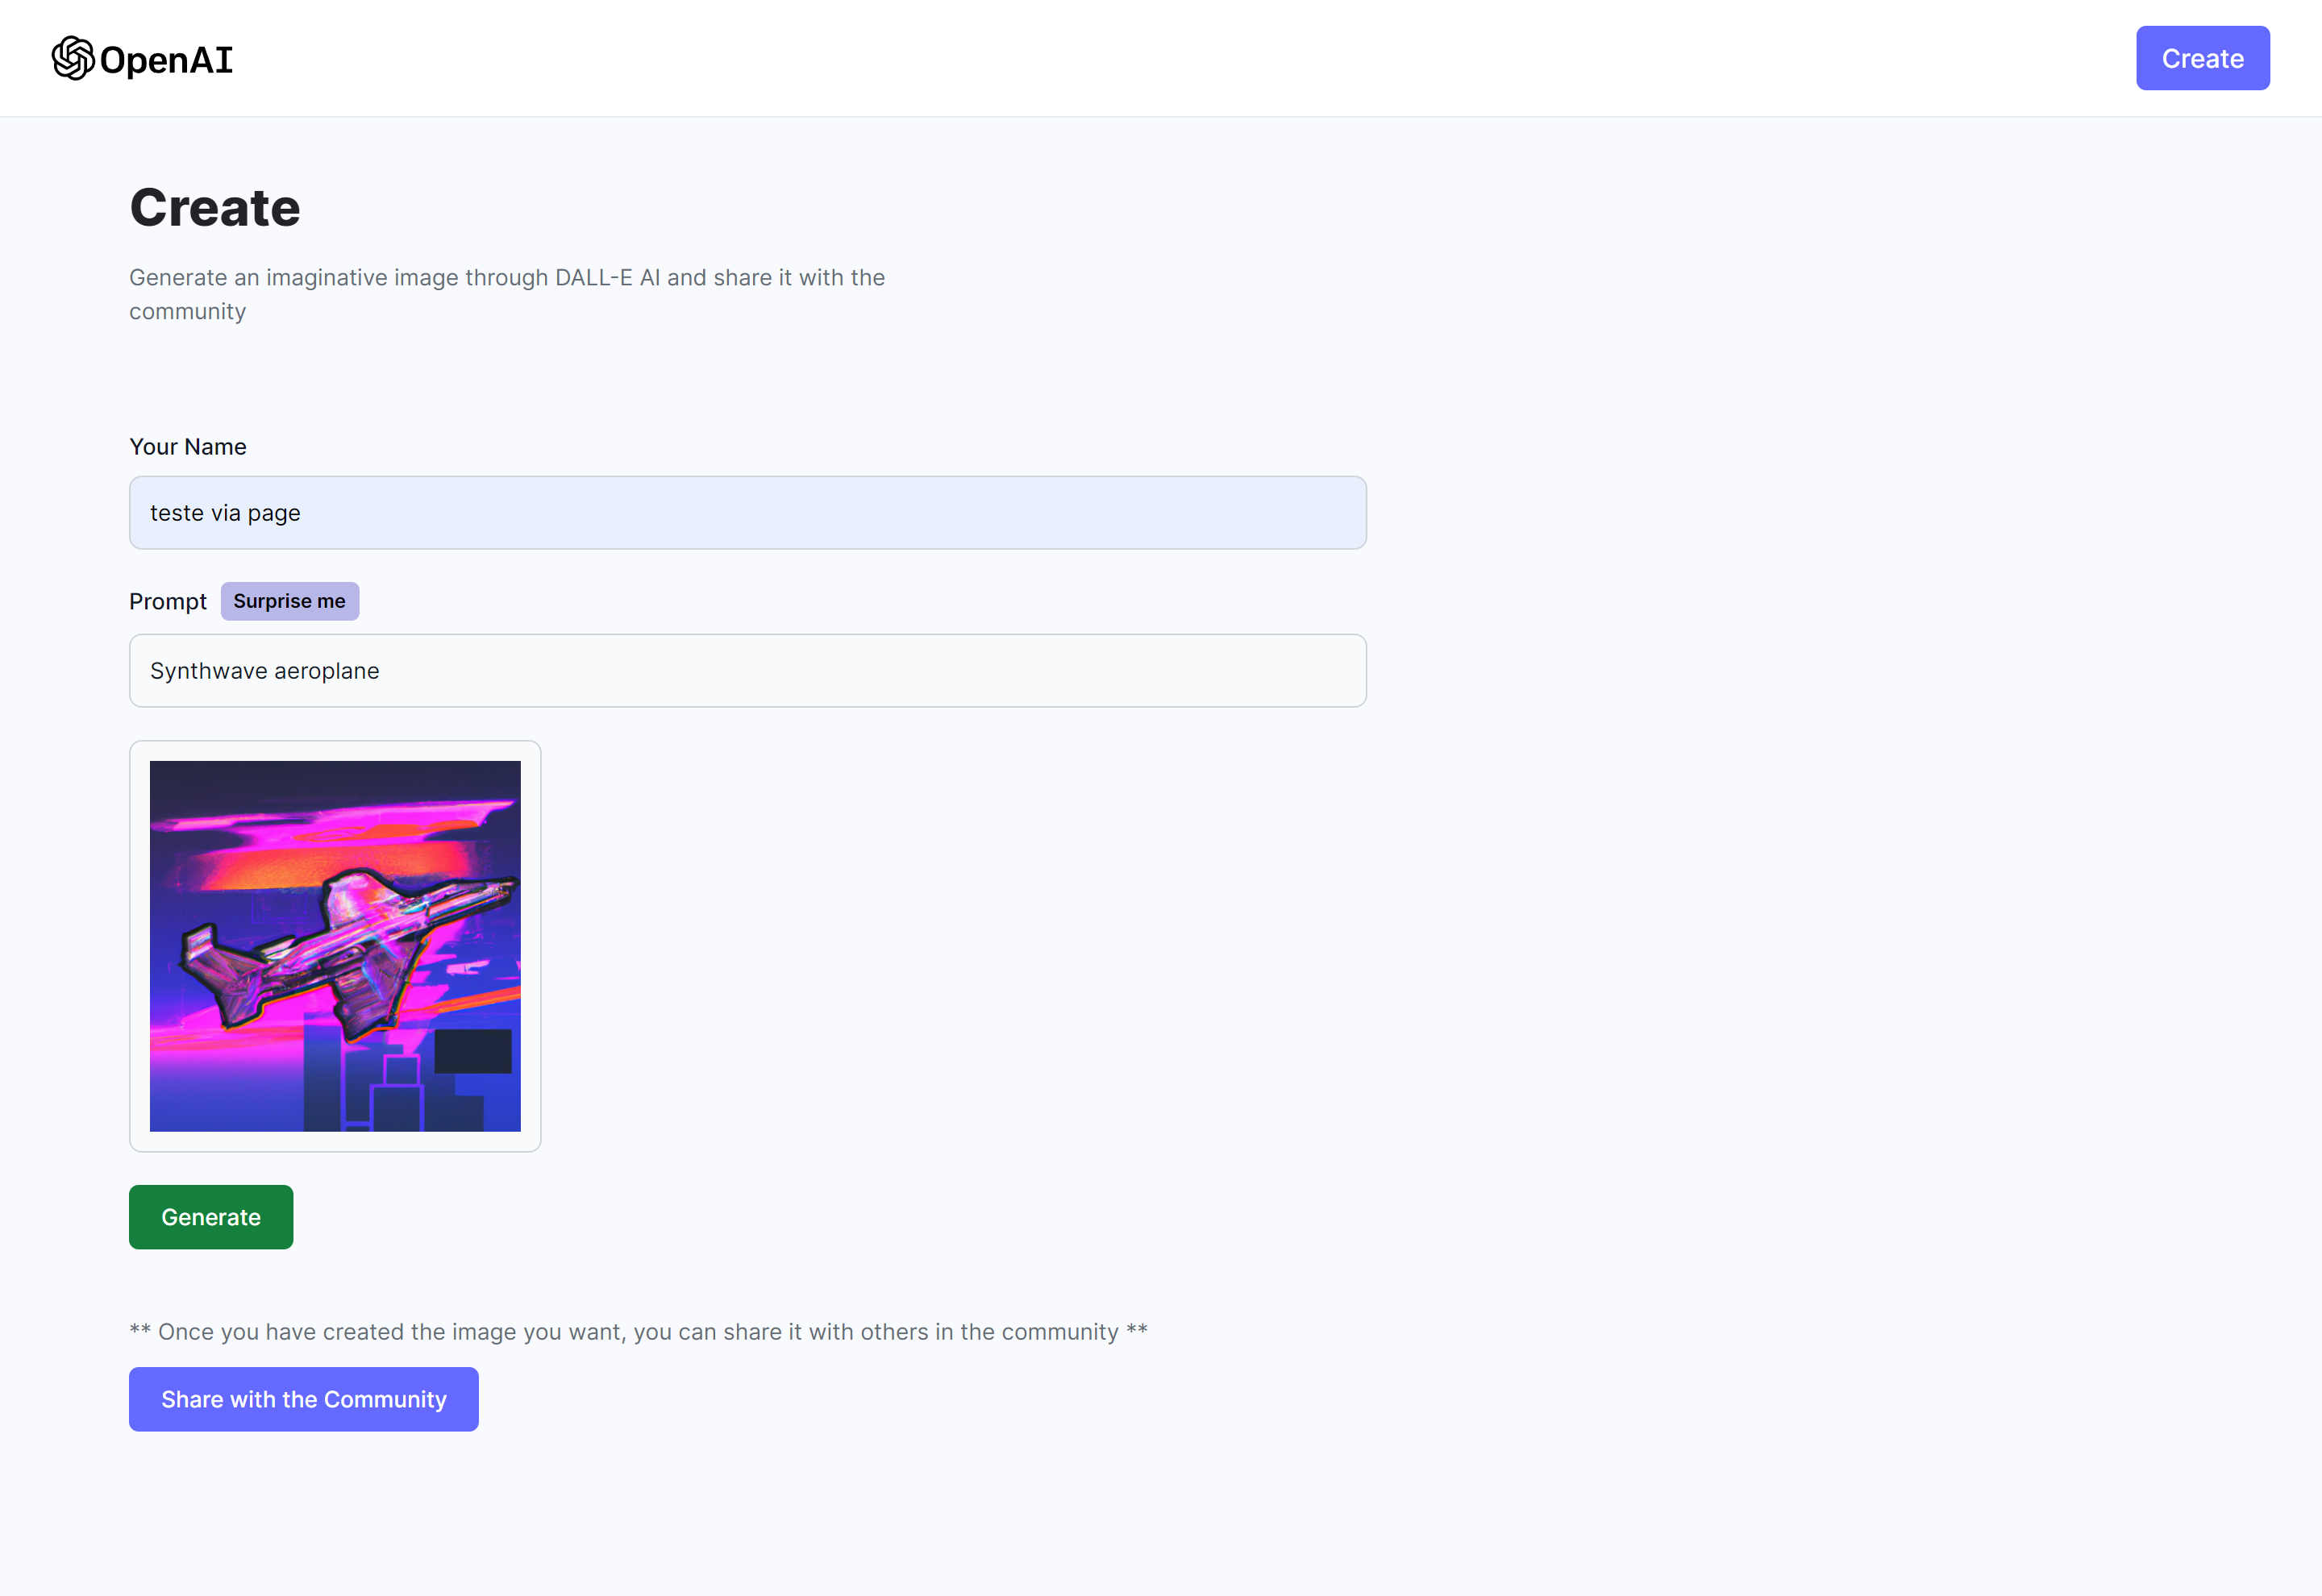 OpenAI
Create
Create
Generate an imaginative image through DALL-E AI and share it with the
community
Your Name
teste via page
Prompt
Surprise me
Synthwave aeroplane
Generate
** Once you have created the image you want, you can share it with others in the community **
Share with the Community